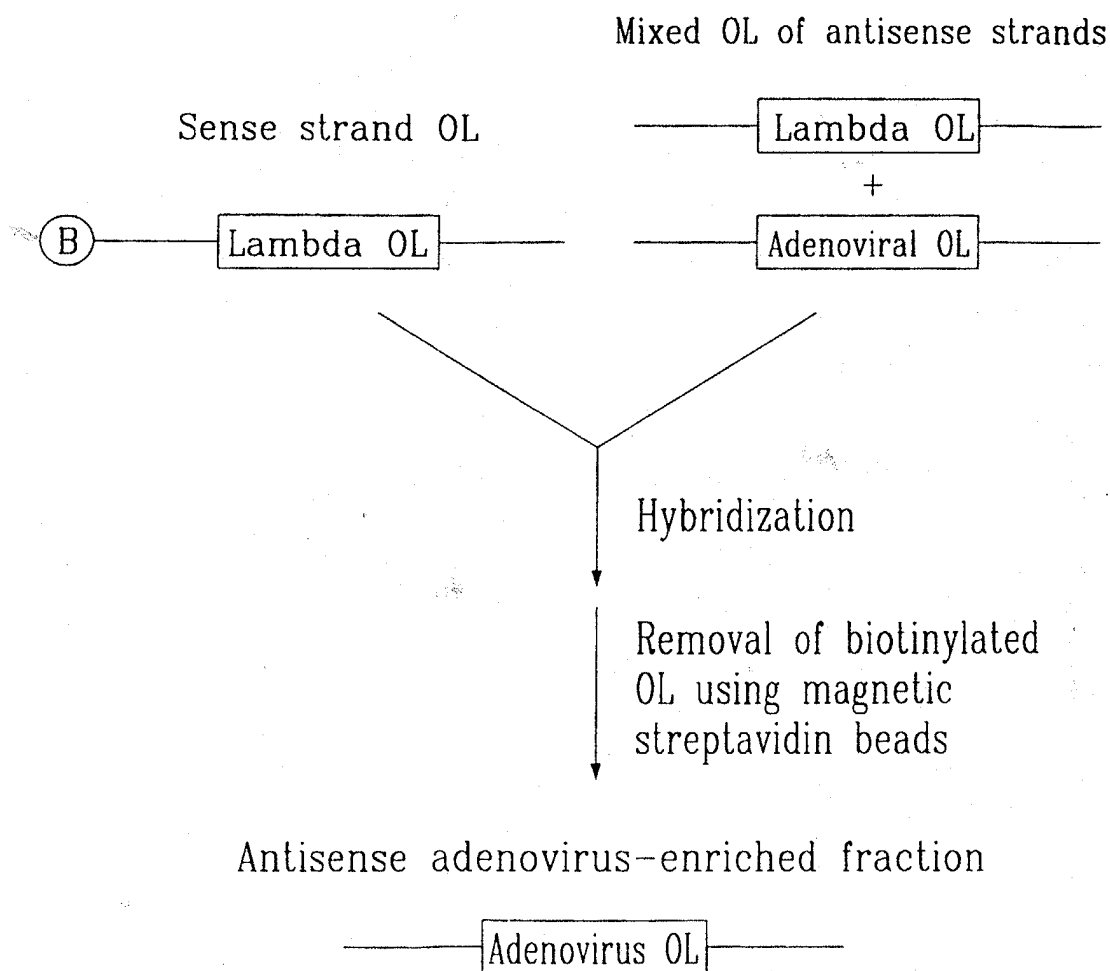 Mixed OL of antisense strands
Sense strand OL
Lambda OL
+
B
Lambda OL
Adenoviral OL
Hybridization
Removal of biotinylated
OL using magnetic
streptavidin beads
Antisense adenovirus-enriched fraction
Adenovirus OL